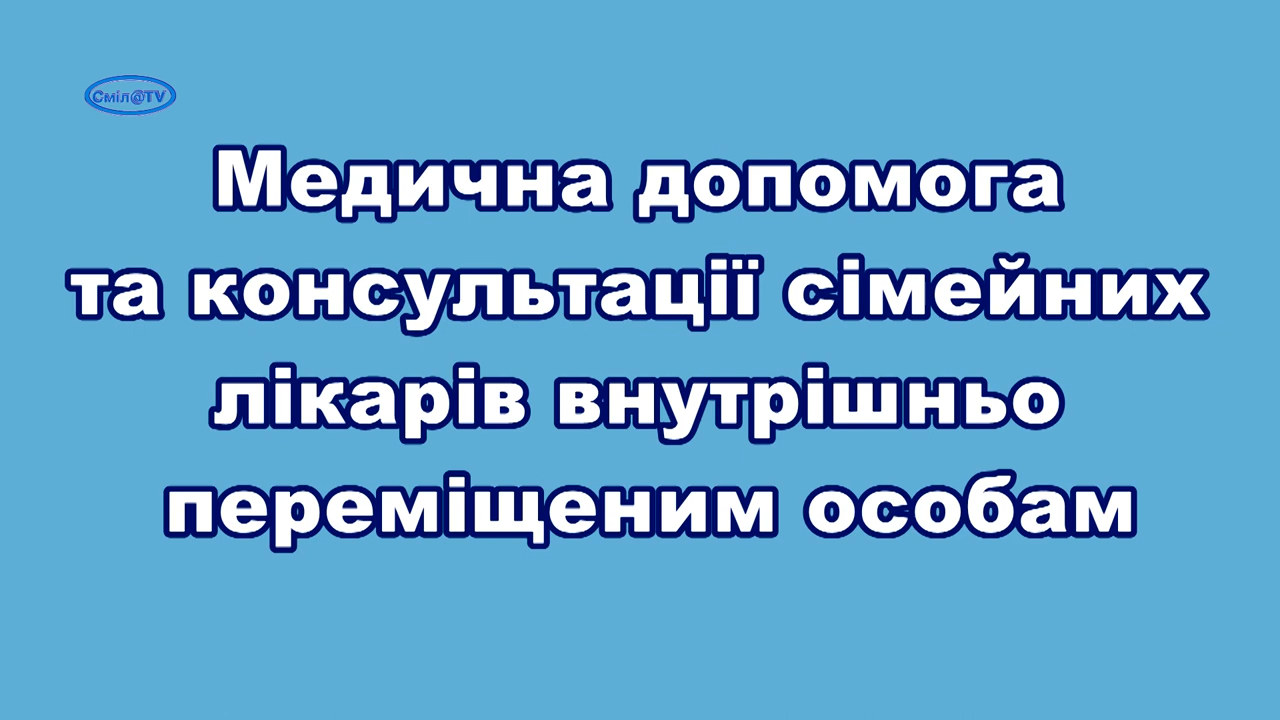 Сміл@TV
Медична допомога
та консультації сімейних
лікарів внутрішньо
переміщеним особам